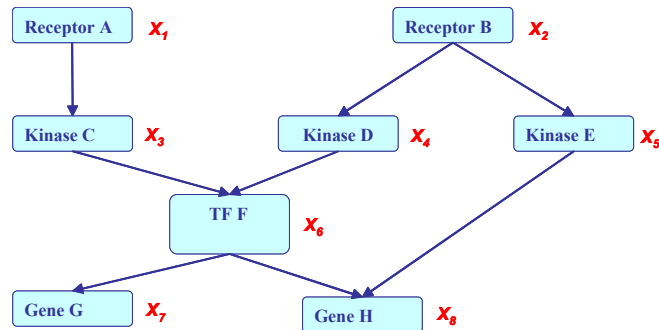 Receptor A X1
Receptor B X2
Kinase C X3
Kinase D X4
Kinase E X5
TF F X6
Gene G X7
Gene H X8